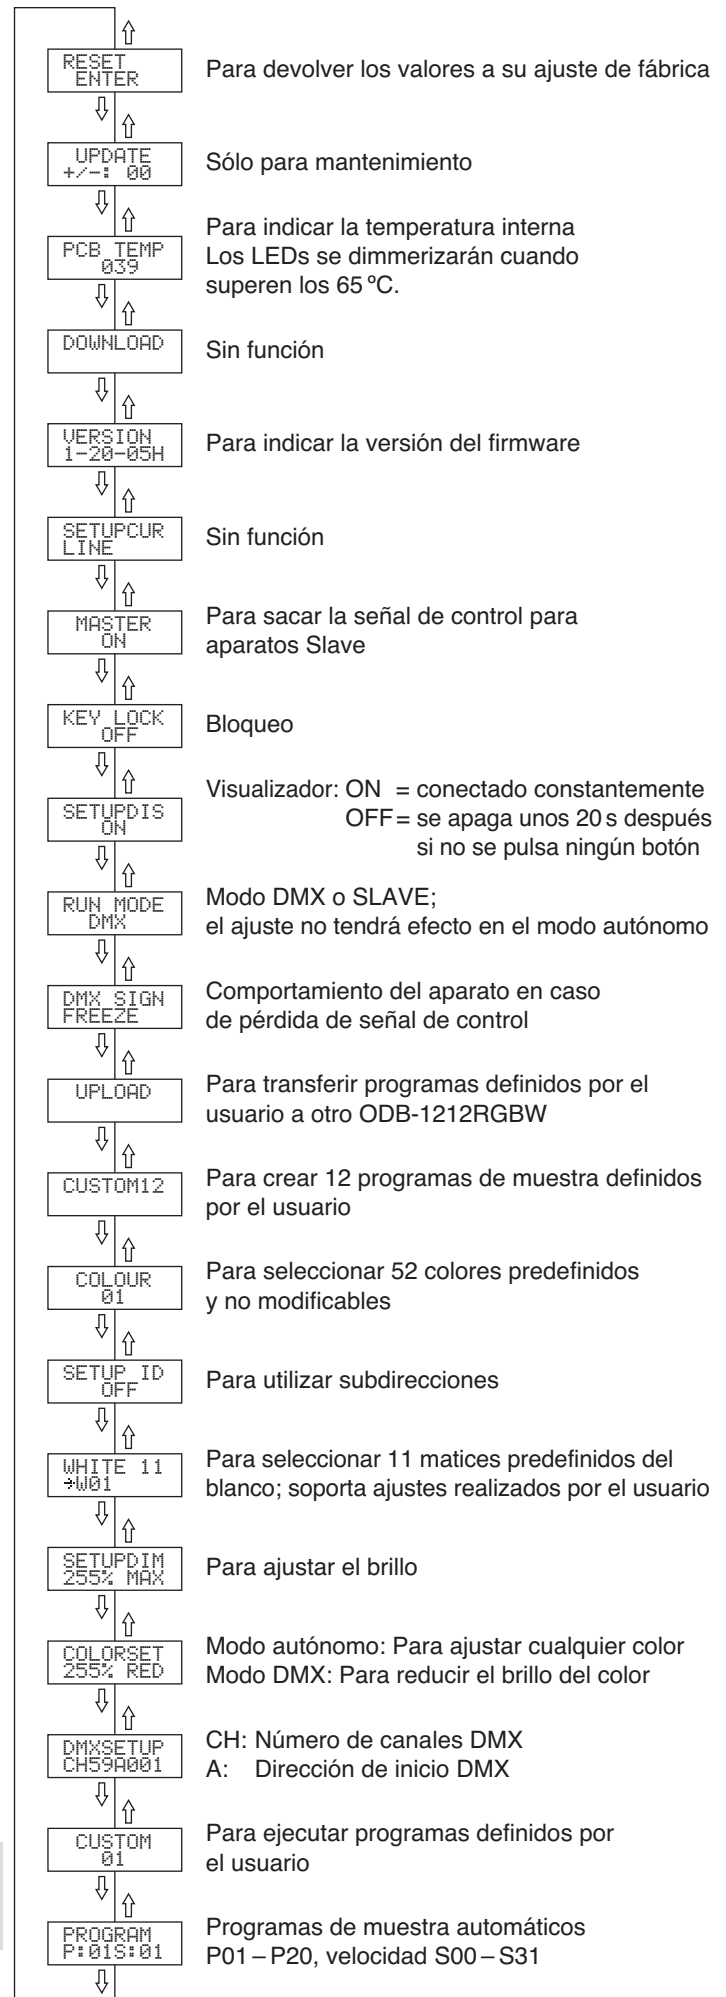 RESET
ENTER
Para devolver los valores a su ajuste de fábrica
UPDATE
+/-: 00
Sólo para mantenimiento
PCB TEMP
039
Para indicar la temperatura interna
Los LEDs se dimmerizarán cuando
superen los 65 ºC.
DOWNLOAD
Sin función
VERSION
1-20-05H
Para indicar la versión del firmware
SETUPCUR
LINE
Sin función
MASTER
ON
Para sacar la señal de control para
aparatos Slave
KEY LOCK
OFF
Bloqueo
SETUPDIS
ON
Visualizador: ON = conectado constantemente
OFF = se apaga unos 20 s después
si no se pulsa ningún botón
RUN MODE
DMX
Modo DMX o SLAVE;
el ajuste no tendrá efecto en el modo autónomo
DMX SIGN
FREEZE
Comportamiento del aparato en caso
de pérdida de señal de control
UPLOAD
Para transferir programas definidos por el
usuario a otro ODB-1212RGBW
CUSTOM12
Para crear 12 programas de muestra definidos
por el usuario
COLOUR
01
Para seleccionar 52 colores predefinidos
y no modificables
SETUP ID
OFF
Para utilizar subdirecciones
WHITE 11
→W01
Para seleccionar 11 matices predefinidos del
blanco; soporta ajustes realizados por el usuario
SETUPDIM
255% MAX
Para ajustar el brillo
COLORSET
255% RED
Modo autónomo: Para ajustar cualquier color
Modo DMX: Para reducir el brillo del color
DMXSETUP
CH59A001
CH: Número de canales DMX
A: Dirección de inicio DMX
CUSTOM
01
Para ejecutar programas definidos por
el usuario
PROGRAM
P:01S:01
Programas de muestra automáticos
P01 – P20, velocidad S00 – S31